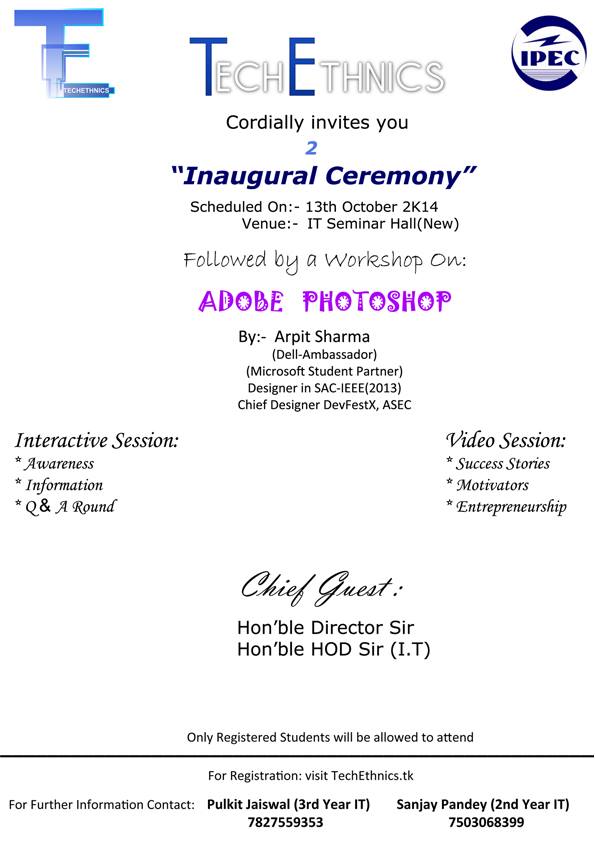 TECHETHNICS
TECHETHNICS
IPEC
Cordially invites you
2
“Inaugural Ceremony”
Scheduled On:- 13th October 2K14
Venue:- IT Seminar Hall(New)
Followed by a Workshop On:
ADOBE PHOTOSHOP
By:- Arpit Sharma
(Dell-Ambassador)
(Microsoft Student Partner)
Designer in SAC-IEEE(2013)
Chief Designer DevFestX, ASEC
Interactive Session:
* Awareness
* Information
* Q & A Round
Video Session:
* Success Stories
* Motivators
* Entrepreneurship
Chief Guest :
Hon'ble Director Sir
Hon'ble HOD Sir (I.T)
Only Registered Students will be allowed to attend
For Registration: visit TechEthnics.tk
For Further Information Contact: Pulkit Jaiswal (3rd Year IT) Sanjay Pandey (2nd Year IT)
7827559353 7503068399